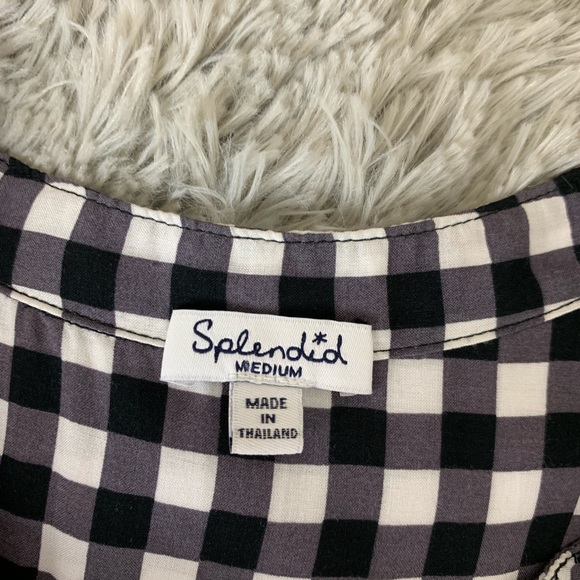 Splendid*
MEDIUM
MADE
IN
THAILAND